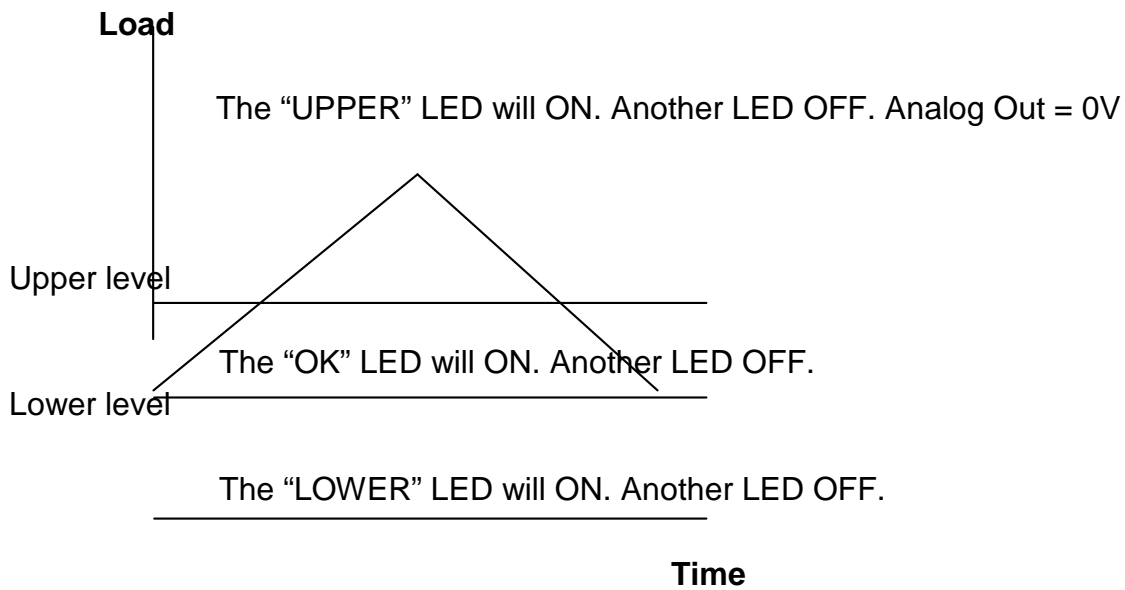 Load
The “UPPER” LED will ON. Another LED OFF. Analog Out = 0V
Upper level
The “OK” LED will ON. Another LED OFF.
Lower level
The “LOWER” LED will ON. Another LED OFF.
Time